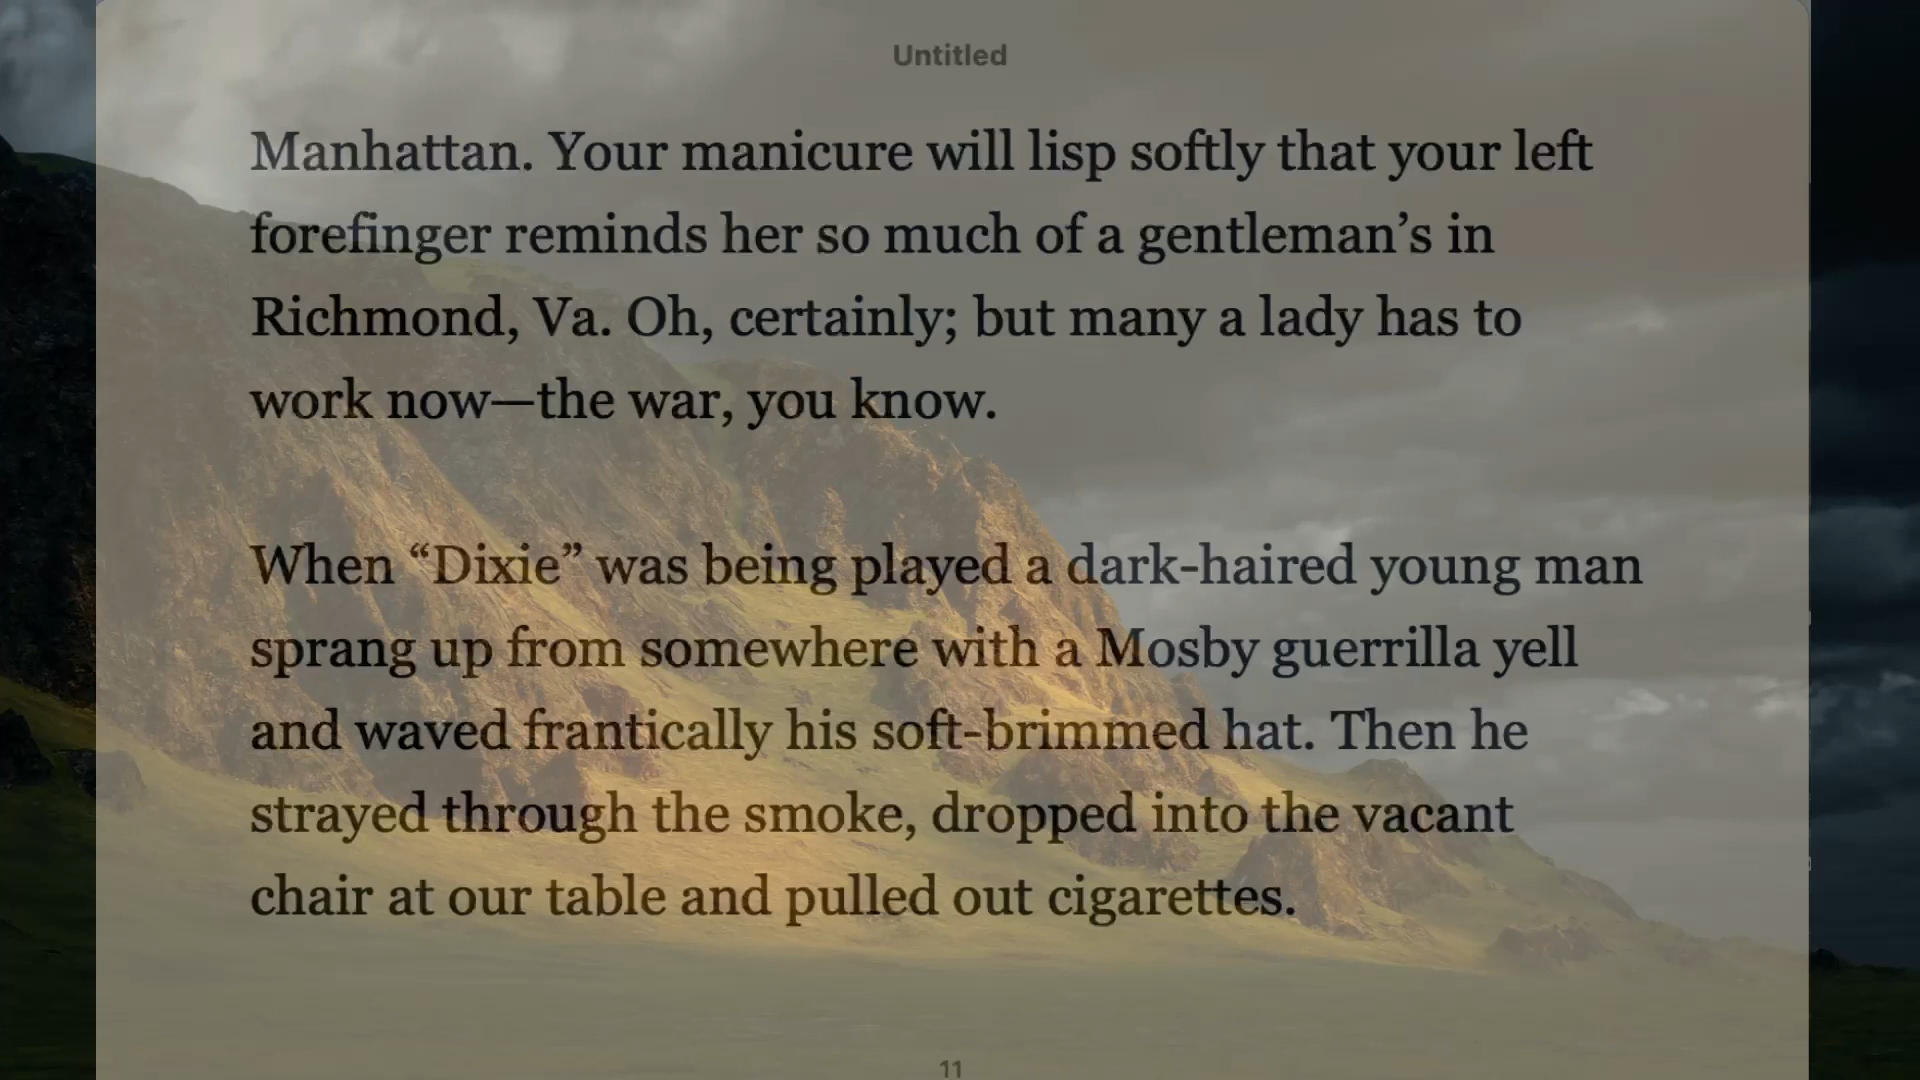 Untitled
Manhattan. Your manicure will lisp softly that your left
forefinger reminds her so much of a gentleman’s in
Richmond, Va. Oh, certainly; but many a lady has to
work now—the war, you know.
When “Dixie” was being played a dark-haired young man
sprang up from somewhere with a Mosby guerrilla yell
and waved frantically his soft-brimmed hat. Then he
strayed through the smoke, dropped into the vacant
chair at our table and pulled out cigarettes.
11